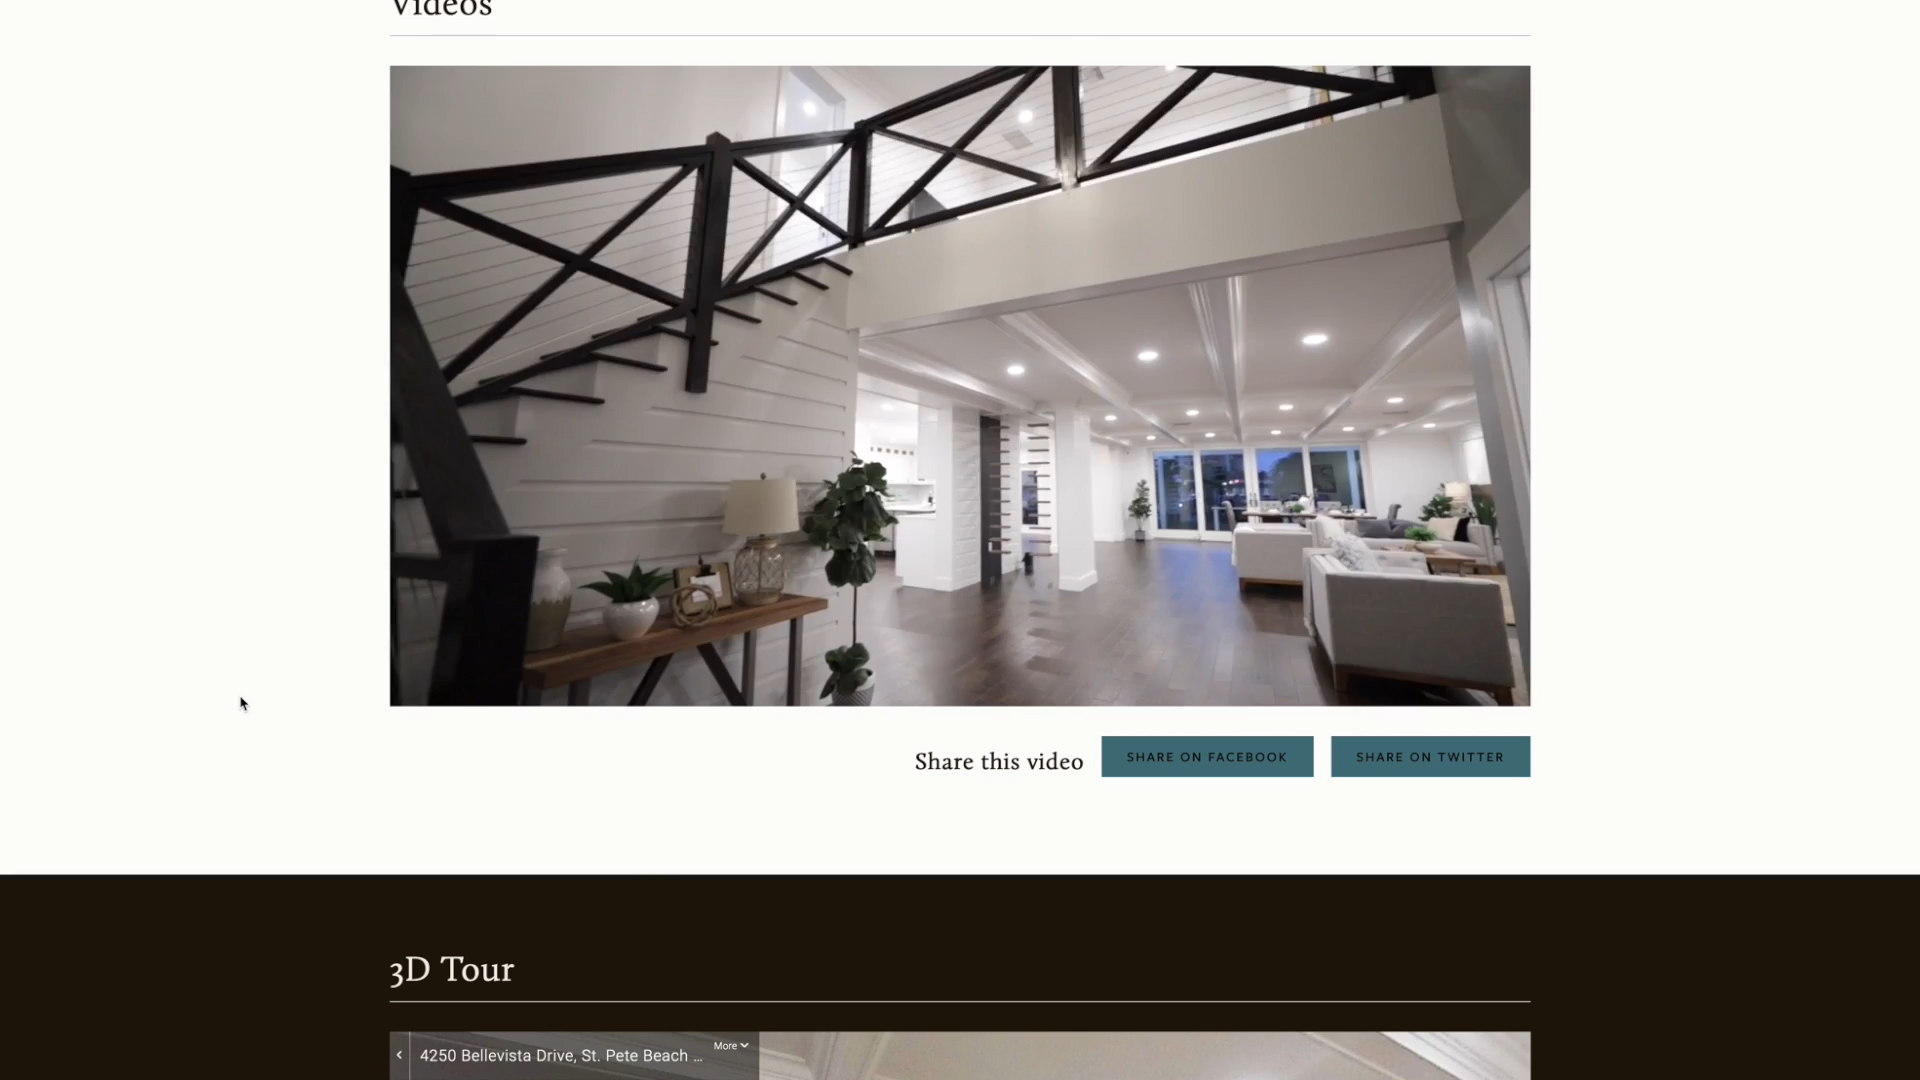 Videos
Share this video
SHARE ON FACEBOOK
SHARE ON TWITTER
3D Tour
4250 Bellevista Drive, St. Pete Beach ...
More